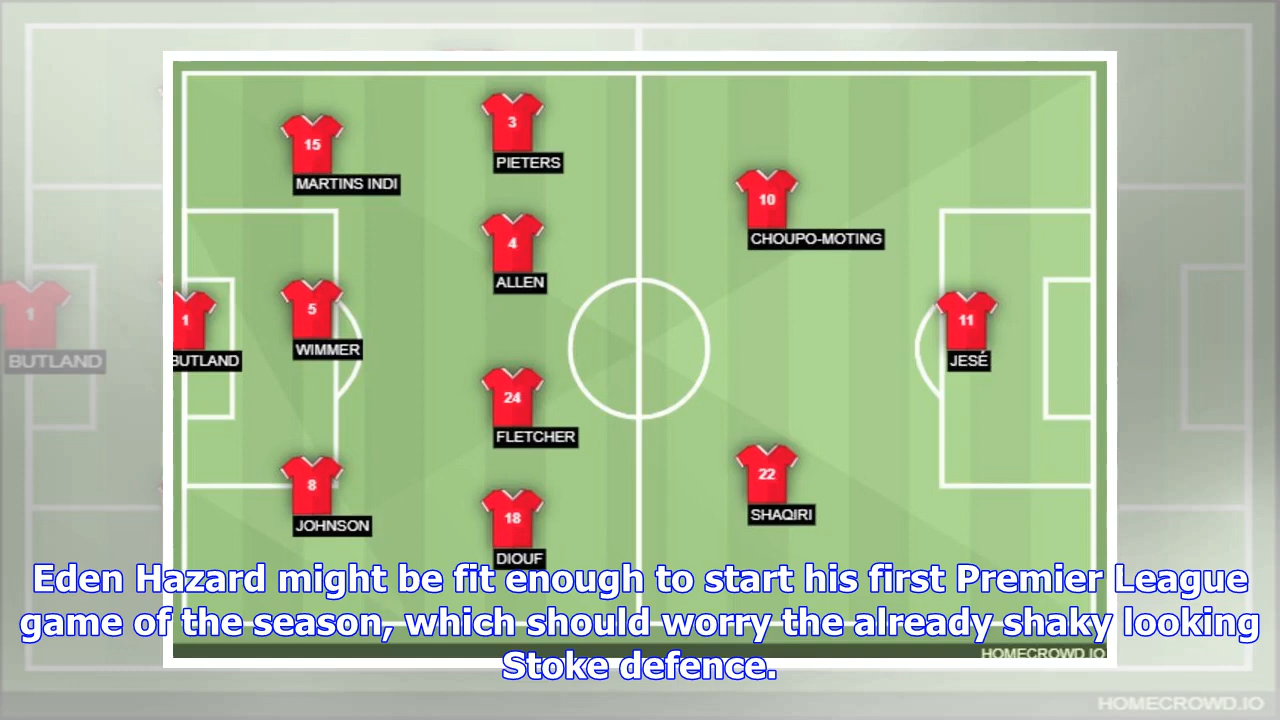 3
PIETERS
15
MARTINS INDI
10
CHOUPO-MOTING
4
ALLEN
1
BUTLAND
1
BUTLAND
5
WIMMER
11
JESÉ
24
FLETCHER
22
SHAQIRI
8
JOHNSON
18
DIOUF
Eden Hazard might be fit enough to start his first Premier League
game of the season, which should worry the already shaky looking
Stoke defence.
HOMECROWD.IO
HOMECROWD.IO